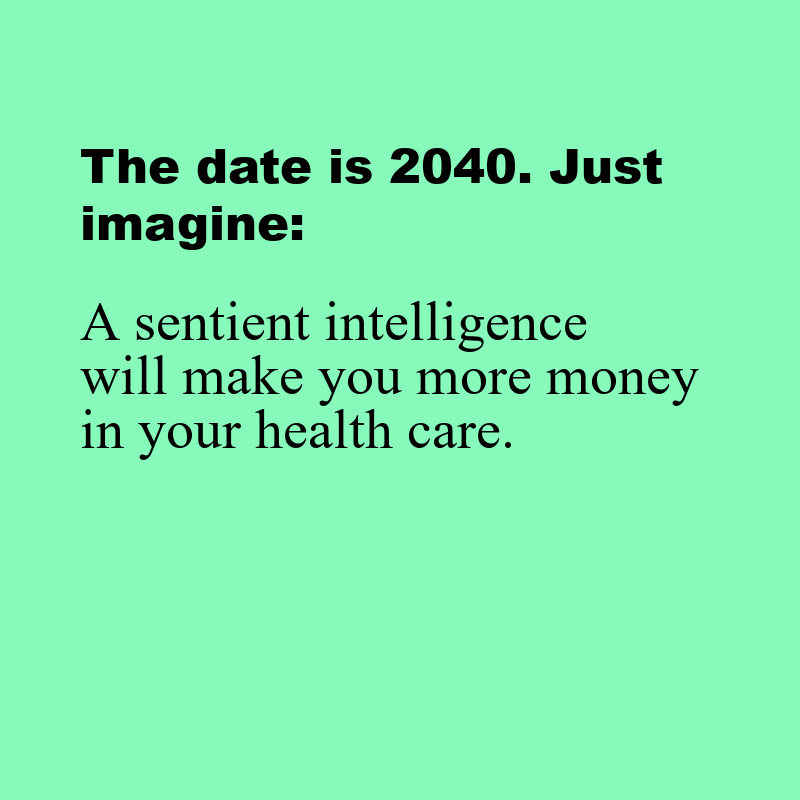 The date is 2040. Just
imagine:
A sentient intelligence
will make you more money
in your health care.